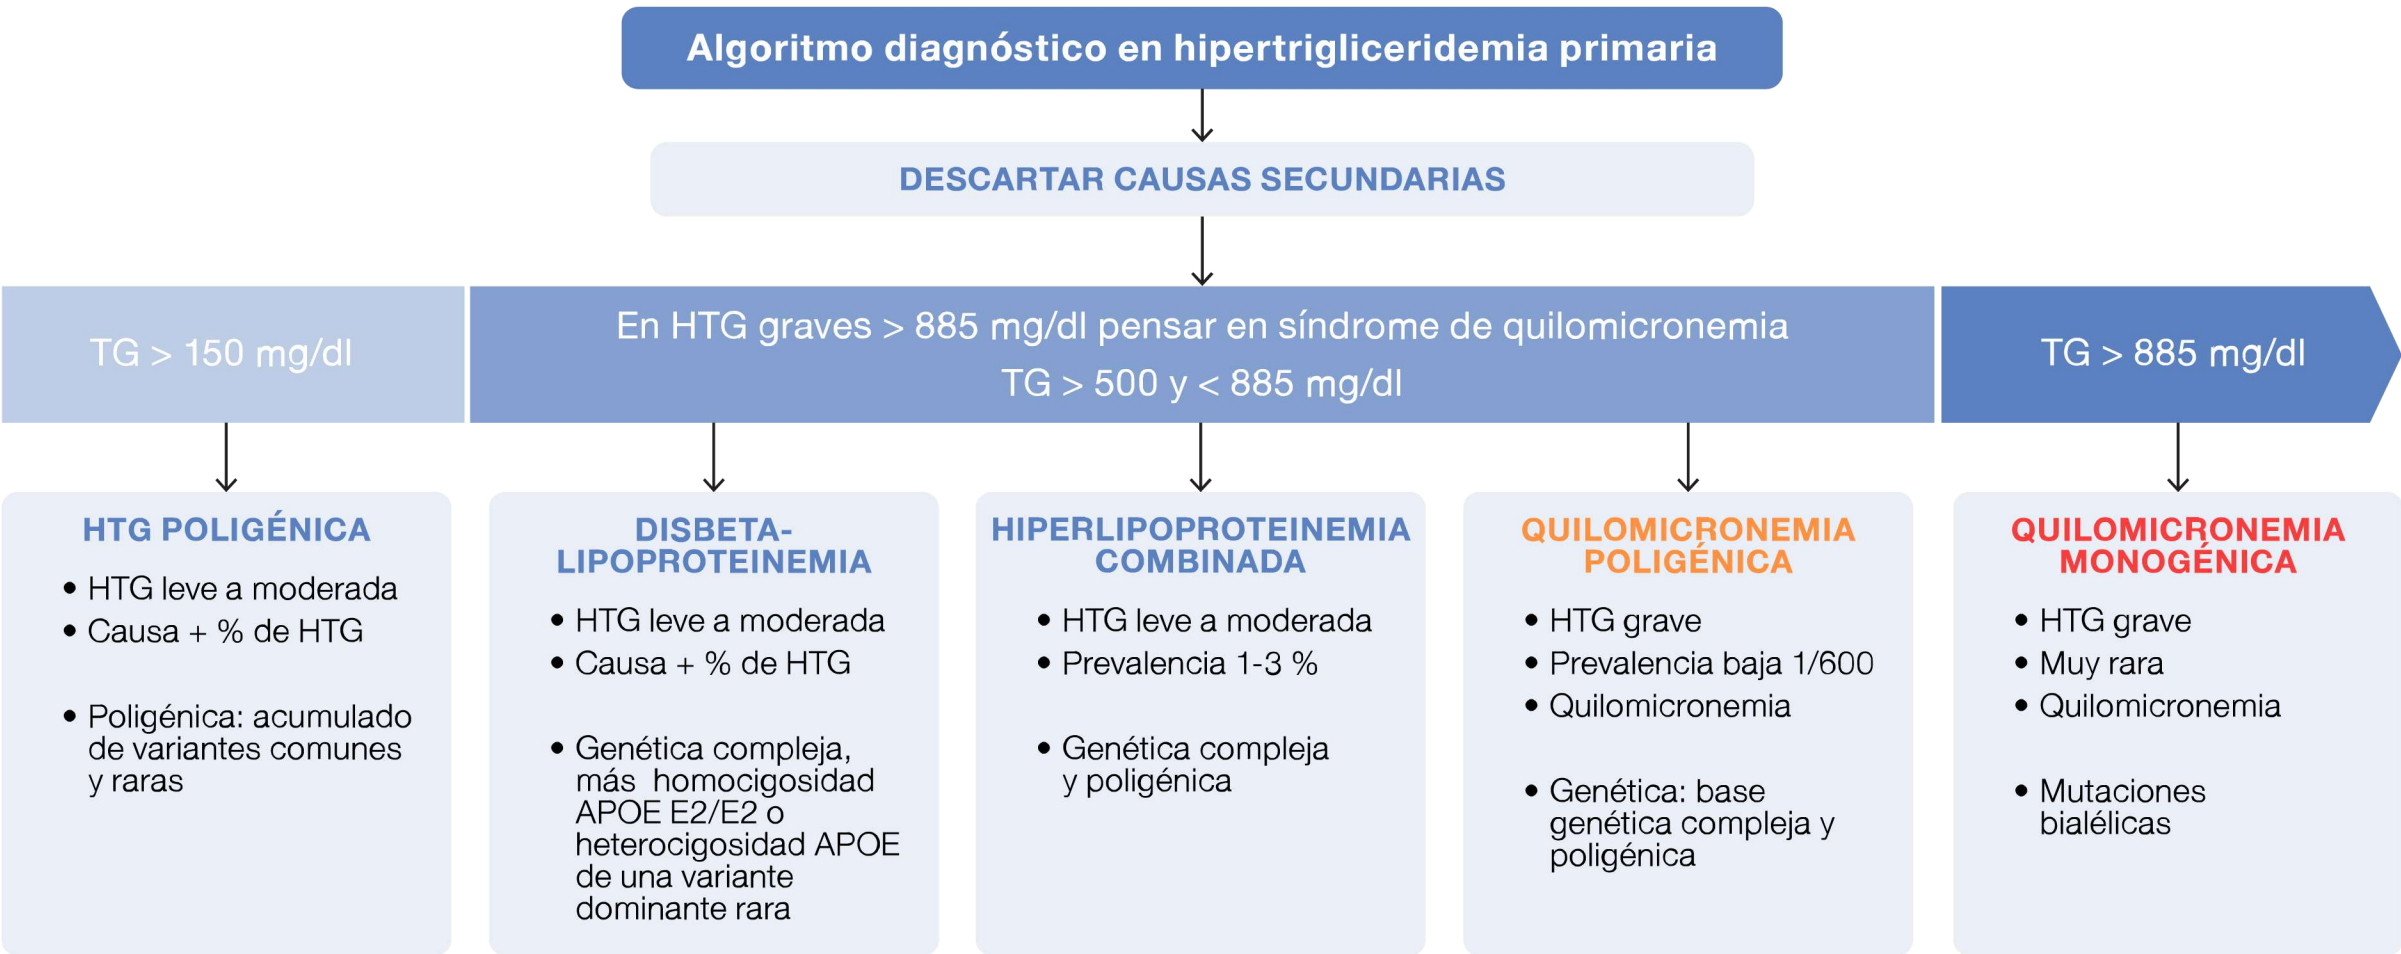 Algoritmo diagnóstico en hipertrigliceridemia primaria
DESCARTAR CAUSAS SECUNDARIAS
TG > 150 mg/dl
En HTG graves > 885 mg/dl pensar en síndrome de quilomicronemia
TG > 500 y < 885 mg/dl
TG > 885 mg/dl
HTG POLIGÉNICA
• HTG leve a moderada
• Causa + % de HTG
• Poligénica: acumulado
de variantes comunes
y raras
DISBETA-
LIPOPROTEINEMIA
• HTG leve a moderada
• Causa + % de HTG
• Genética compleja,
más homocigosidad
APOE E2/E2 o
heterocigosidad APOE
de una variante
dominante rara
HIPERLIPOPROTEINEMIA
COMBINADA
• HTG leve a moderada
• Prevalencia 1-3 %
• Genética compleja
y poligénica
QUILOMICRONEMIA
POLIGÉNICA
• HTG grave
• Prevalencia baja 1/600
• Quilomicronemia
• Genética: base
genética compleja y
poligénica
QUILOMICRONEMIA
MONOGÉNICA
• HTG grave
• Muy rara
• Quilomicronemia
• Mutaciones
bialélicas